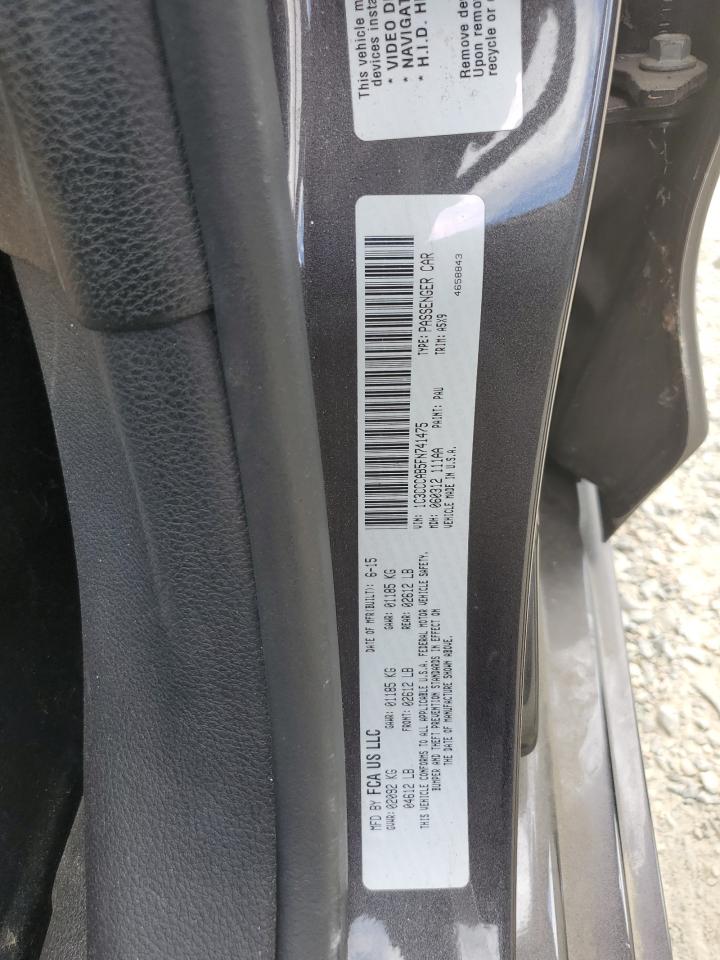 This vehicle m
devices insta
* VIDEO D
* NAVIGAT
* H.I.D. H
Remove de
Upon remo
recycle or
MFD BY FCA US LLC
DATE OF MFR(BUILT): 6-15
GVWR: 02092 KG
GAWR: 01185 KG
GAWR: 01185 KG
04612 LB
FRONT: 02612 LB
REAR: 02612 LB
THIS VEHICLE CONFORMS TO ALL APPLICABLE U.S.A. FEDERAL MOTOR VEHICLE SAFETY,
BUMPER AND THEFT PREVENTION STANDARDS IN EFFECT ON
THE DATE OF MANUFACTURE SHOWN ABOVE.
VIN: 1C3CCCAB5FN741475
TYPE: PASSENGER CAR
MDH: 060312 111AA
PAINT: PAU
TRIM: A5X9
VEHICLE MADE IN U.S.A.
4658843